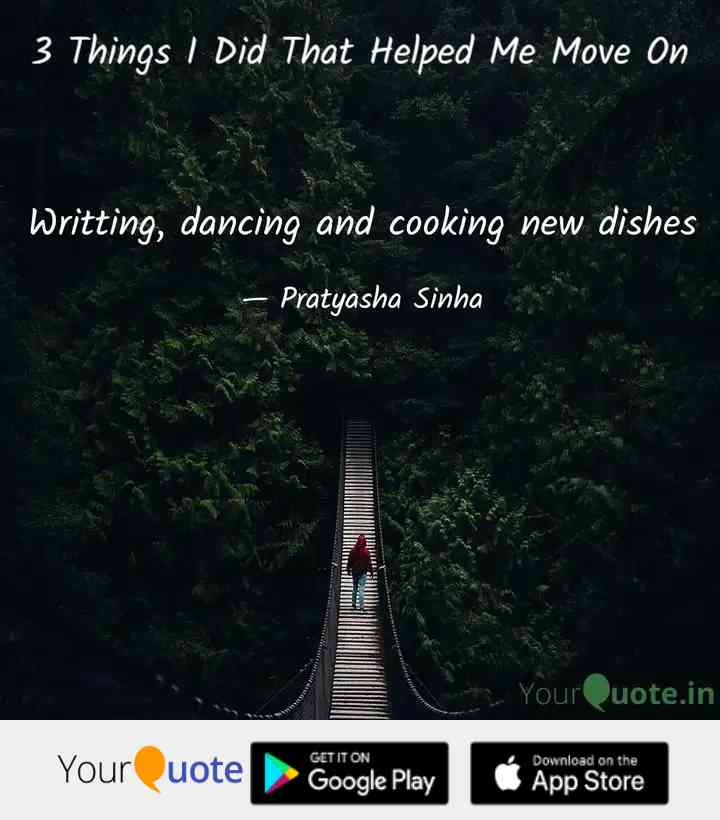 3 Things I Did That Helped Me Move On
Writting, dancing and cooking new dishes
— Pratyasha Sinha
YourQuote.in
YourQuote
GET IT ON
Google Play
Download on the
App Store